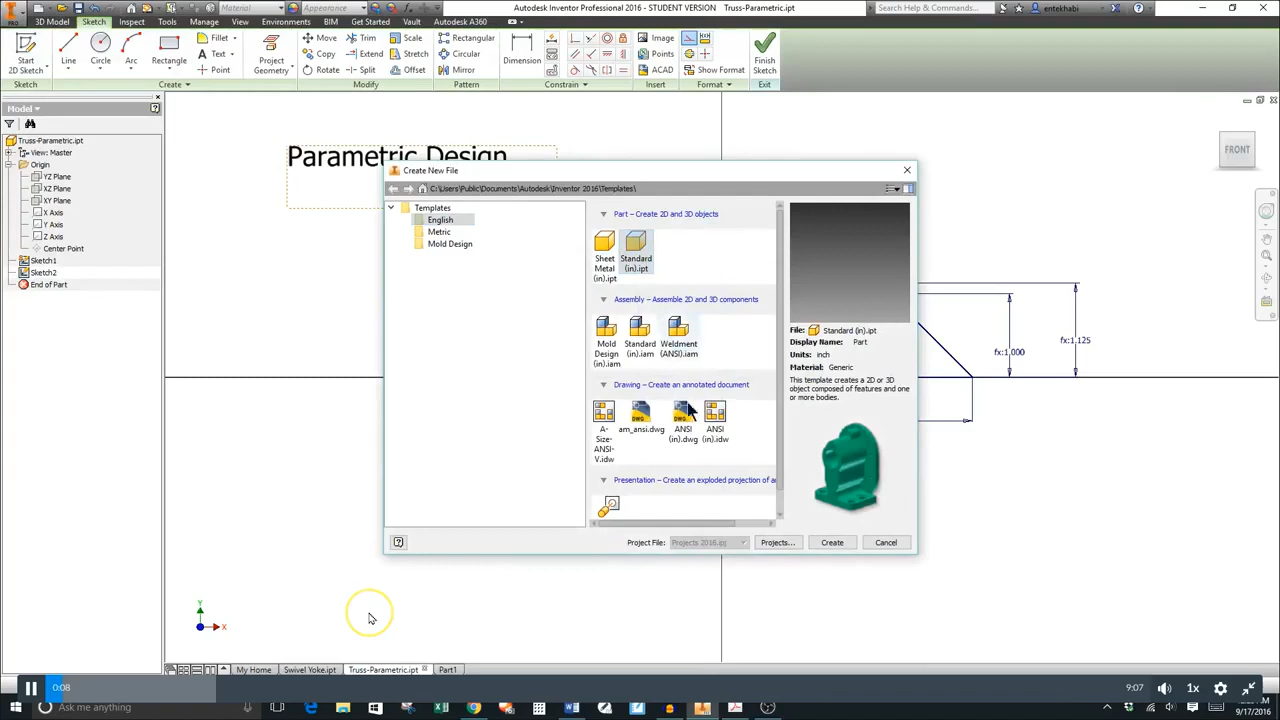 Material
Appearance
Autodesk Inventor Professional 2016 - STUDENT VERSION Truss-Parametric.ipt
Search Help & Commands...
entekhabi
PRO
3D Model Sketch Inspect Tools Manage View Environments BIM Get Started Vault Autodesk A360
Start
2D Sketch
Line Circle Arc Rectangle
Fillet
Text
Point
Project
Geometry
Move Trim Scale
Copy Extend Stretch
Rotate Split Offset
Rectangular
Circular
Mirror
Dimension
Image
Points
ACAD
Show Format
Finish
Sketch
Sketch Create Modify Pattern Constrain Insert Format Exit
Model
Truss-Parametric.ipt
View: Master
Origin
YZ Plane
XZ Plane
XY Plane
X Axis
Y Axis
Z Axis
Center Point
Sketch1
Sketch2
End of Part
Parametric Design
FRONT
fx:1.000
fx:1.125
Create New File
C:\Users\Public\Documents\Autodesk\Inventor 2016\Templates\
Templates
English
Metric
Mold Design
Part – Create 2D and 3D objects
Sheet Metal (in).ipt
Standard (in).ipt
Assembly – Assemble 2D and 3D components
Mold Design (in).iam
Standard (in).iam
Weldment (ANSI).iam
Drawing – Create an annotated document
A-Size-ANSI-V.idw
am_ansi.dwg
ANSI (in).dwg
ANSI (in).idw
Presentation – Create an exploded projection of a
File: Standard (in).ipt
Display Name: Part
Units: inch
Material: Generic
This template creates a 2D or 3D
object composed of features and one
or more bodies.
Project File: Projects 2016.ipj Projects... Create Cancel
Y
X
My Home Swivel Yoke.ipt Truss-Parametric.ipt Part1
0:08
9:07
1x
Ask me anything
9/17/2016